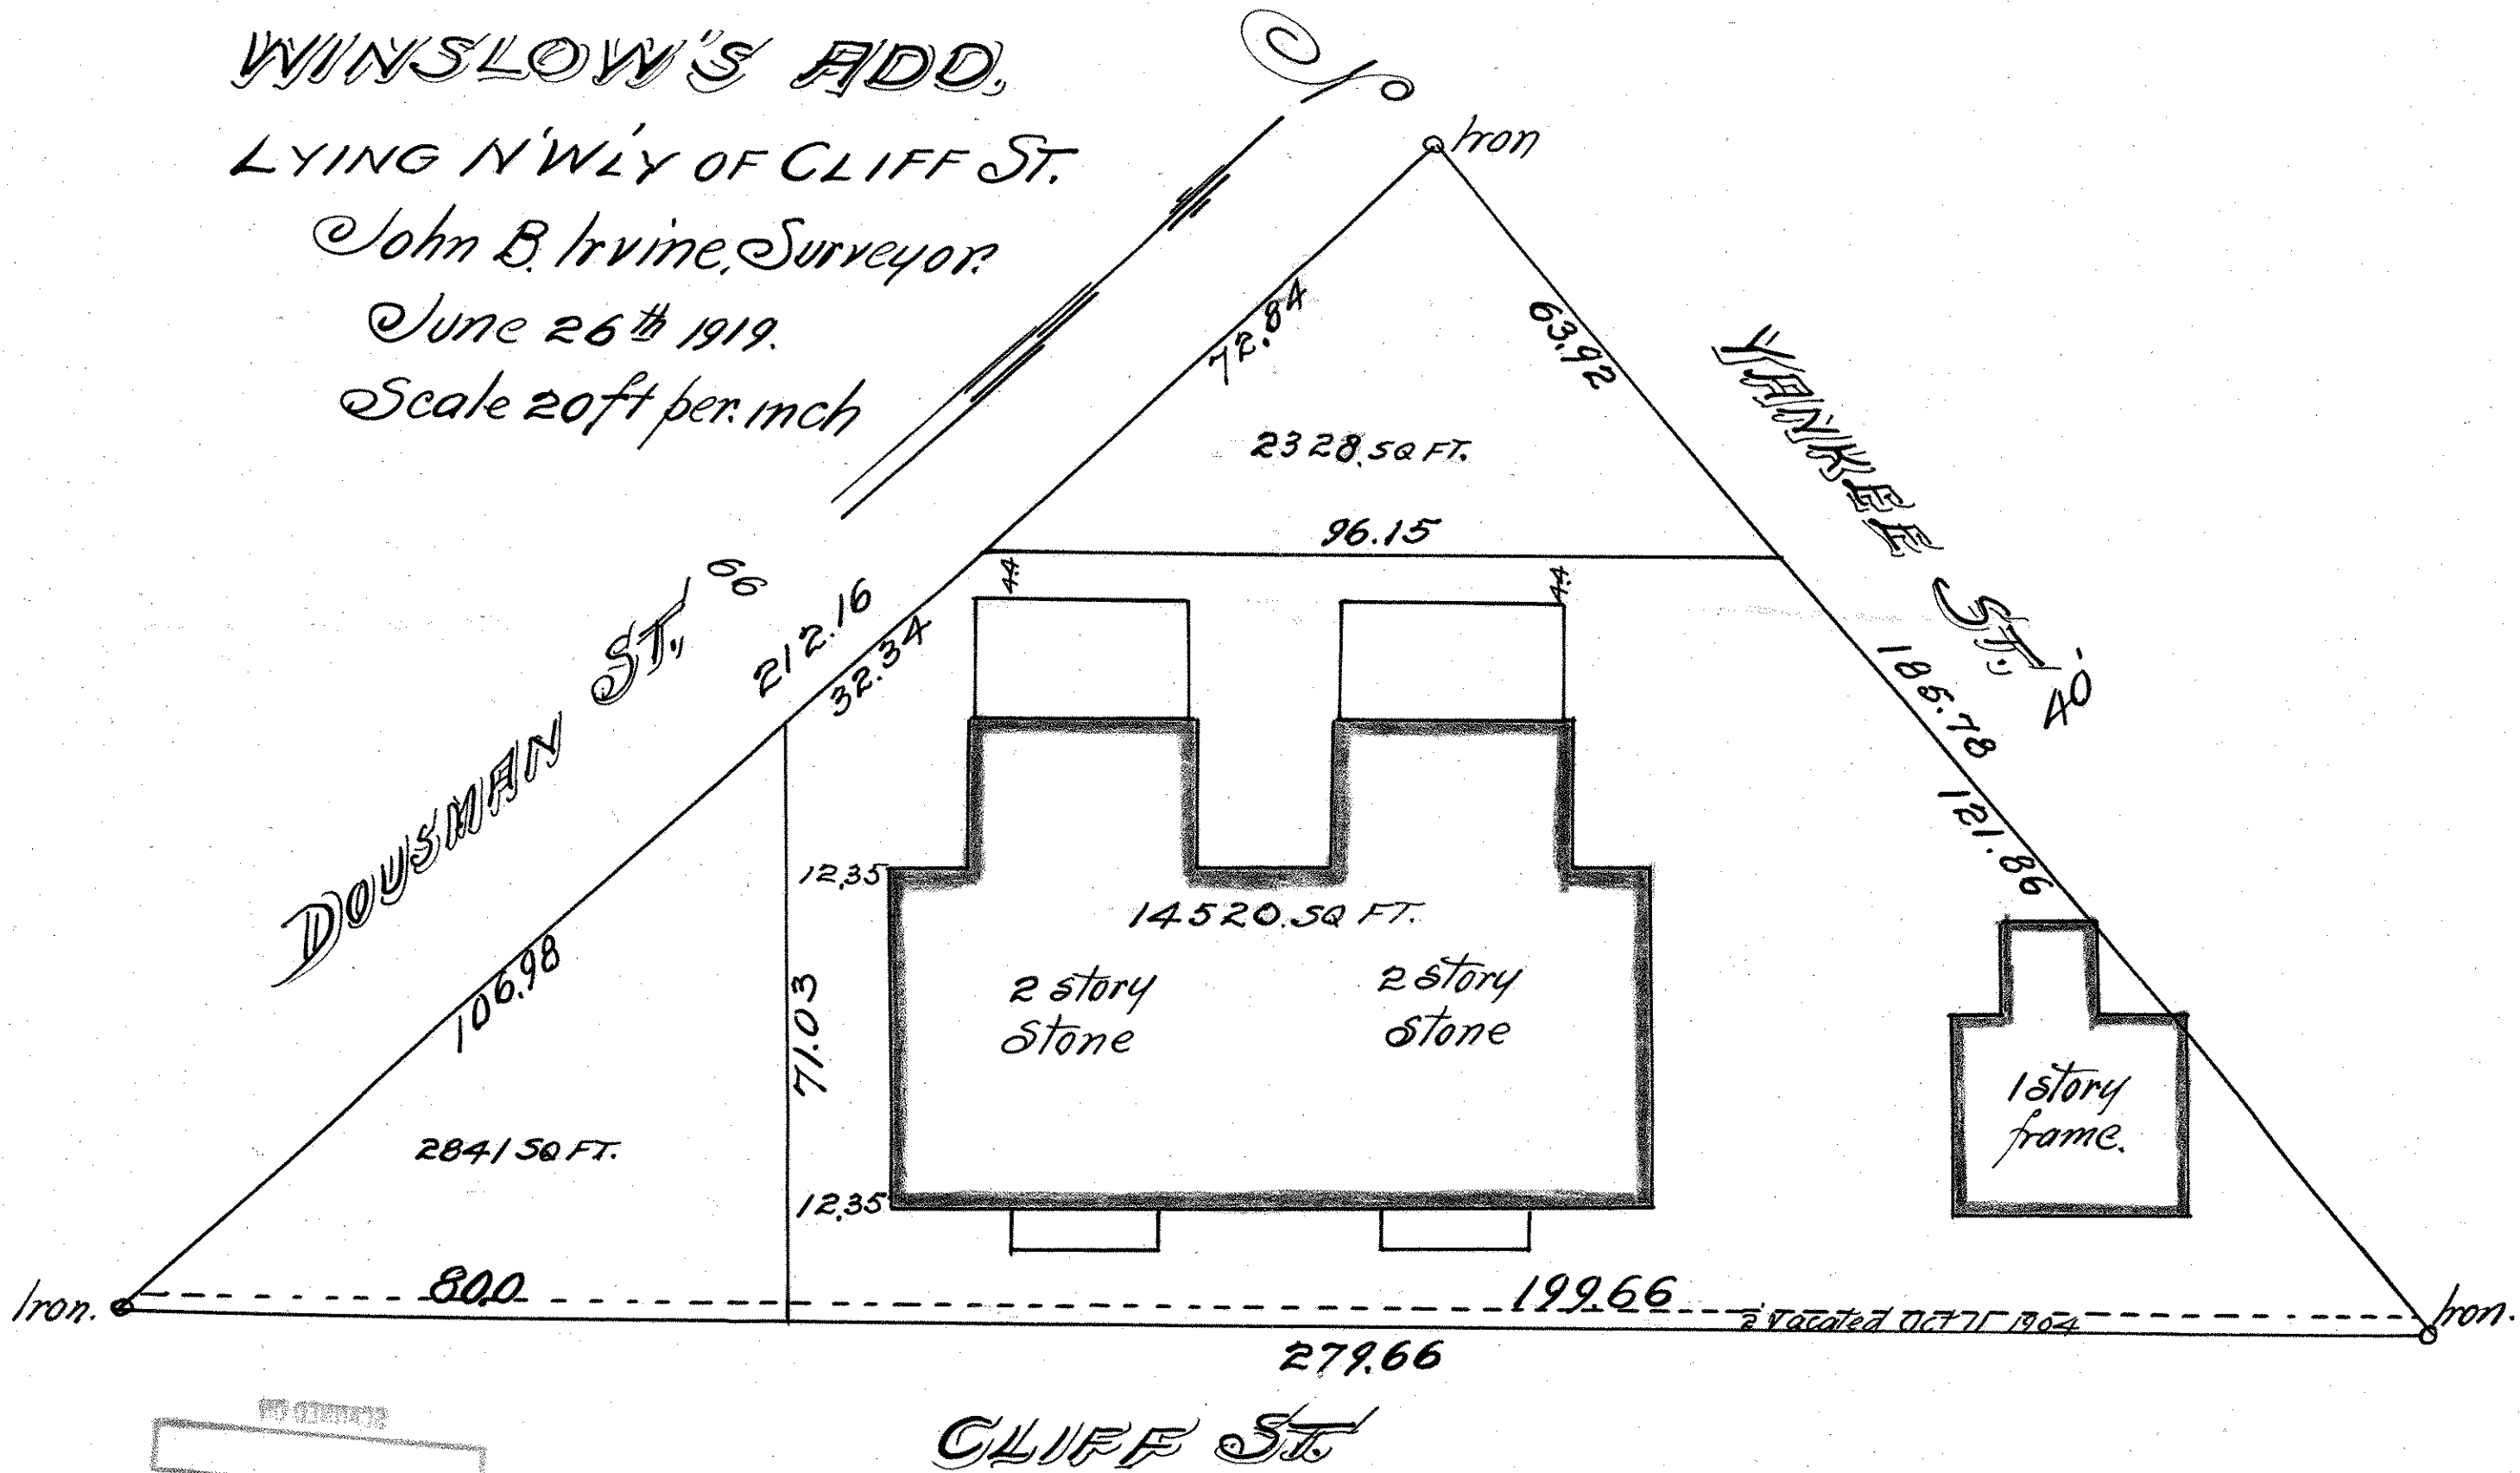 WINSLOW'S ADD.
LYING N'W'L'Y OF CLIFF ST.
John B. Irvine, Surveyor.
June 26th 1919.
Scale 20ft per. inch
Iron
72.84
63.92
YANKEE ST. 40'
2328. SQ FT.
96.15
4.4
4.4
DOUSMAN ST. 66
212.16
32.34
185.78
121.86
106.98
12.35
71.03
12.35
14520. SQ FT.
2 story
stone
2 story
stone
1 story
frame.
2841 SQ FT.
Iron.
80.0
199.66
2' Vacated Oct 1904
Iron.
279.66
CLIFF ST.